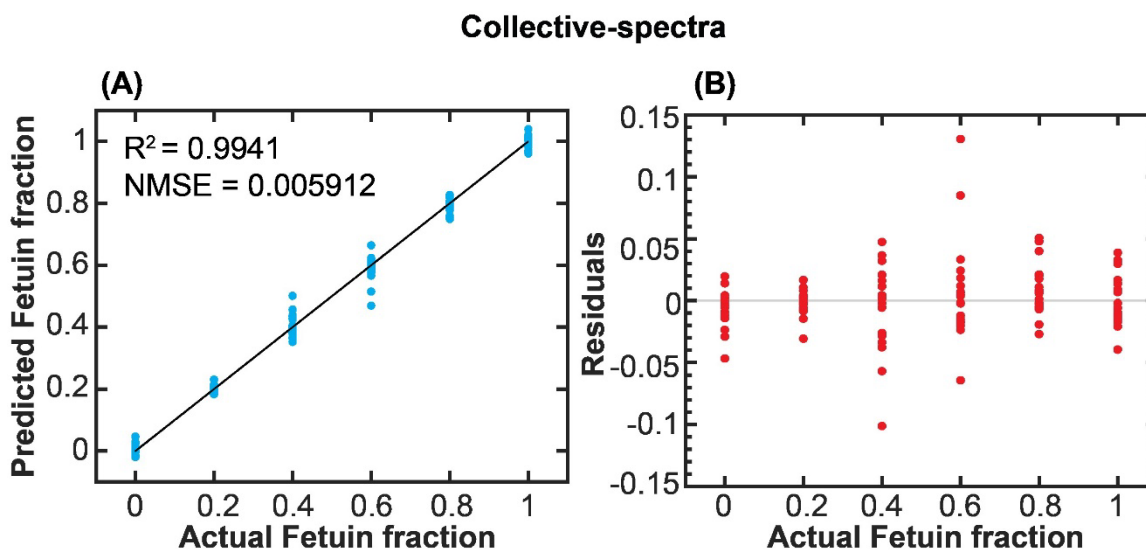 Collective-spectra
(A)
R² = 0.9941
NMSE = 0.005912
Predicted Fetuin fraction
1
0.8
0.6
0.4
0.2
0
0 0.2 0.4 0.6 0.8 1
Actual Fetuin fraction
(B)
Residuals
0.15
0.1
0.05
0
-0.05
-0.1
-0.15
0 0.2 0.4 0.6 0.8 1
Actual Fetuin fraction